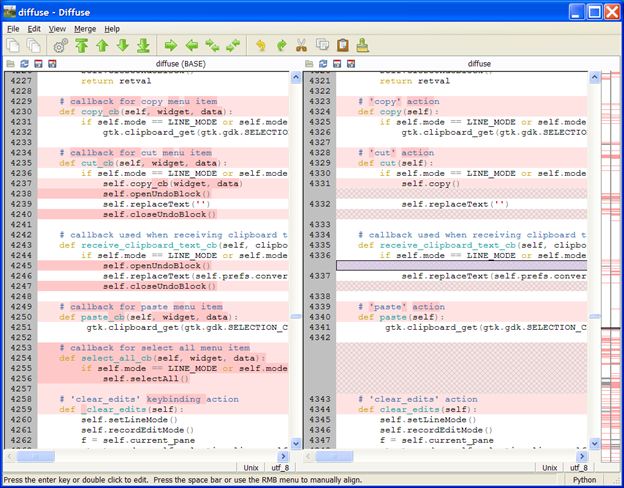 diffuse - Diffuse
File Edit View Merge Help
diffuse (BASE)
4227 return retval
4228
4229 # callback for copy menu item
4230 def copy_cb(self, widget, data):
4231 if self.mode == LINE_MODE or self.mode
4232 gtk.clipboard_get(gtk.gdk.SELECTION
4233
4234 # callback for cut menu item
4235 def cut_cb(self, widget, data):
4236 if self.mode == LINE_MODE or self.mode
4237 self.copy_cb(widget, data)
4238 self.openUndoBlock()
4239 self.replaceText('')
4240 self.closeUndoBlock()
4241
4242 # callback used when receiving clipboard t
4243 def receive_clipboard_text_cb(self, clipbo
4244 if self.mode == LINE_MODE or self.mode
4245 self.openUndoBlock()
4246 self.replaceText(self.prefs.conver
4247 self.closeUndoBlock()
4248
4249 # callback for paste menu item
4250 def paste_cb(self, widget, data):
4251 gtk.clipboard_get(gtk.gdk.SELECTION_C
4252
4253 # callback for select all menu item
4254 def select_all_cb(self, widget, data):
4255 if self.mode == LINE_MODE or self.mode
4256 self.selectAll()
4257
4258 # 'clear_edits' keybinding action
4259 def _clear_edits(self):
4260 self.setLineMode()
4261 self.recordEditMode()
4262 f = self.current_pane
Unix utf_8
diffuse
4321 return retval
4322
4323 # 'copy' action
4324 def copy(self):
4325 if self.mode == LINE_MODE or self.mode
4326 gtk.clipboard_get(gtk.gdk.SELECTION
4327
4328 # 'cut' action
4329 def cut(self):
4330 if self.mode == LINE_MODE or self.mode
4331 self.copy()
4332 self.replaceText('')
4333
4334 # callback used when receiving clipboard t
4335 def receive_clipboard_text_cb(self, clipbo
4336 if self.mode == LINE_MODE or self.mode
4337 self.replaceText(self.prefs.conver
4338
4339 # 'paste' action
4340 def paste(self):
4341 gtk.clipboard_get(gtk.gdk.SELECTION_C
4342
4343 # 'clear_edits' action
4344 def clear_edits(self):
4345 self.setLineMode()
4346 self.recordEditMode()
4347 f = self.current_pane
Unix utf_8
Press the enter key or double click to edit. Press the space bar or use the RMB menu to manually align.
Python